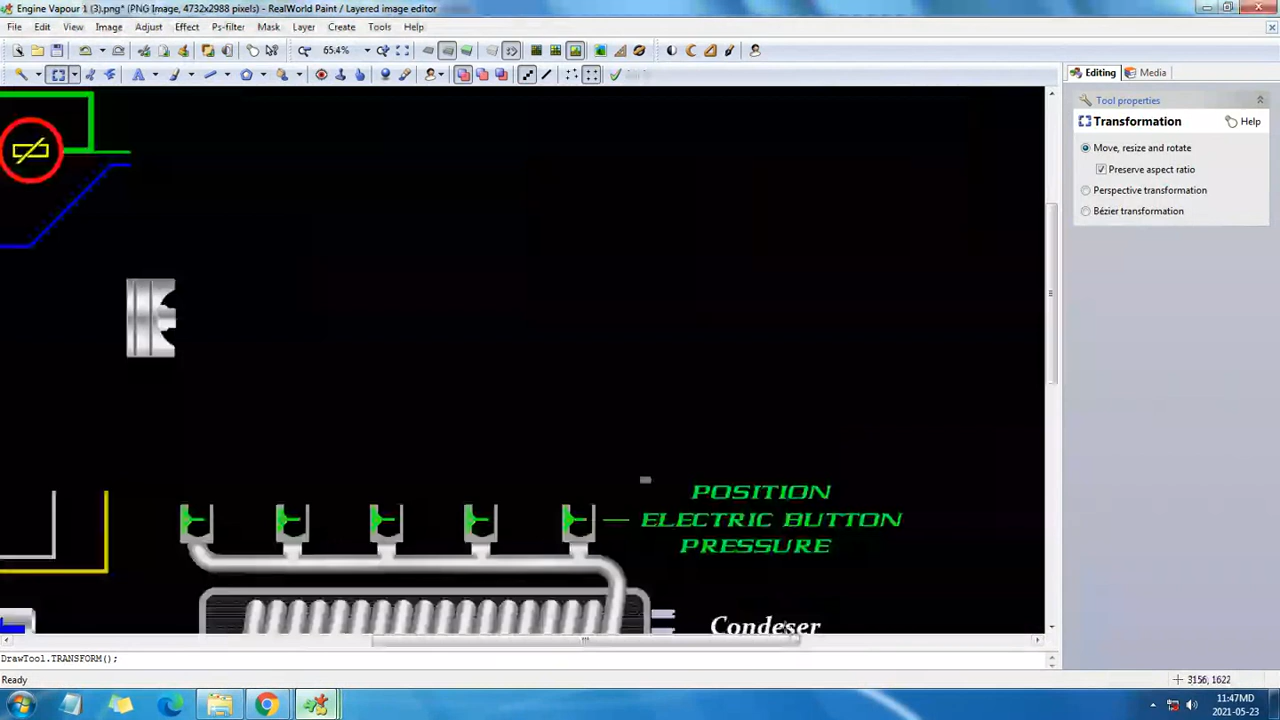 Engine Vapour 1 (3).png* (PNG Image, 4732x2988 pixels) - RealWorld Paint / Layered image editor
File Edit View Image Adjust Effect Ps-filter Mask Layer Create Tools Help
65.4%
Editing Media
Tool properties
Transformation Help
Move, resize and rotate
Preserve aspect ratio
Perspective transformation
Bézier transformation
POSITION
ELECTRIC BUTTON
PRESSURE
Condeser
DrawTool.TRANSFORM();
Ready
3156, 1622
11:47MD
2021-05-23